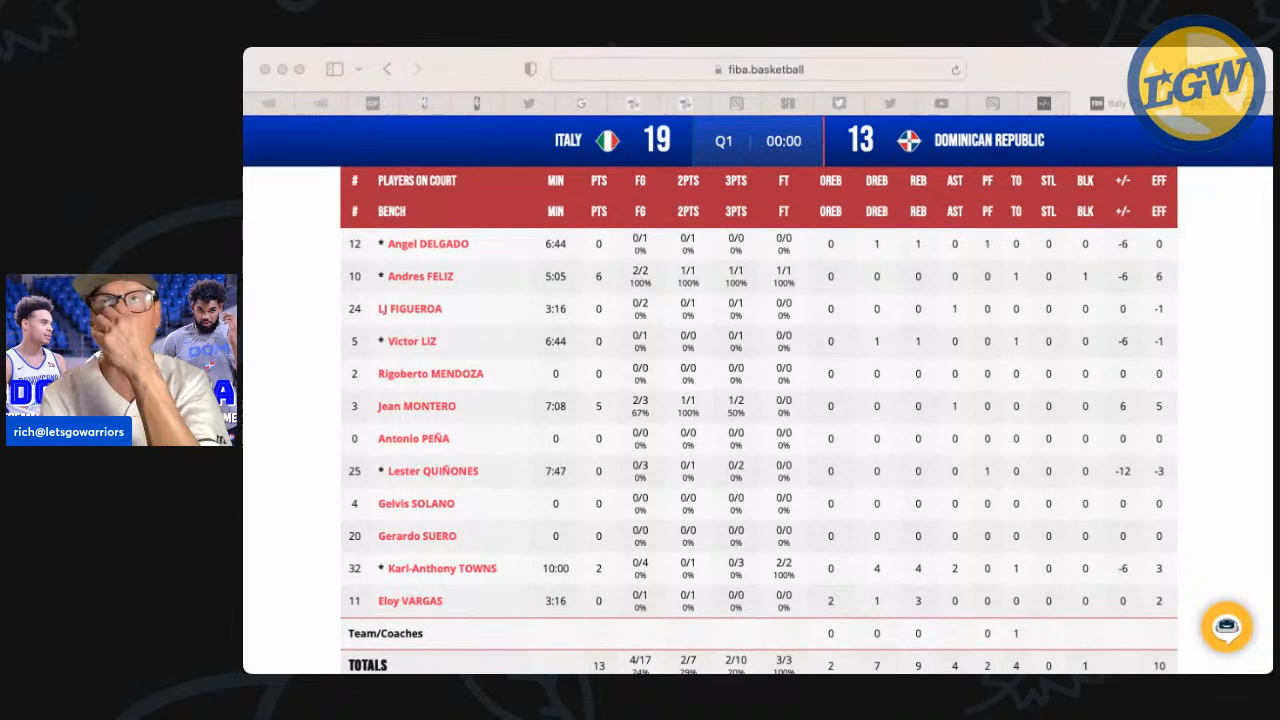 LGW
fiba.basketball
ITALY 19 Q1 00:00 13 DOMINICAN REPUBLIC
# PLAYERS ON COURT MIN PTS FG 2PTS 3PTS FT OREB DREB REB AST PF TO STL BLK +/- EFF
# BENCH MIN PTS FG 2PTS 3PTS FT OREB DREB REB AST PF TO STL BLK +/- EFF
12 * Angel DELGADO 6:44 0 0/1 0/1 0/0 0/0 0 1 1 0 1 0 0 0 -6 0
0% 0% 0% 0%
10 * Andres FELIZ 5:05 6 2/2 1/1 1/1 1/1 0 0 0 0 0 1 0 1 -6 6
100% 100% 100% 100%
24 LJ FIGUEROA 3:16 0 0/2 0/1 0/1 0/0 0 0 0 1 0 0 0 0 0 -1
0% 0% 0% 0%
5 * Victor LIZ 6:44 0 0/1 0/0 0/1 0/0 0 1 1 0 0 1 0 0 -6 -1
0% 0% 0% 0%
2 Rigoberto MENDOZA 0 0 0/0 0/0 0/0 0/0 0 0 0 0 0 0 0 0 0 0
0% 0% 0% 0%
3 Jean MONTERO 7:08 5 2/3 1/1 1/2 0/0 0 0 0 1 0 0 0 0 6 5
67% 100% 50% 0%
0 Antonio PEÑA 0 0 0/0 0/0 0/0 0/0 0 0 0 0 0 0 0 0 0 0
0% 0% 0% 0%
25 * Lester QUIÑONES 7:47 0 0/3 0/1 0/2 0/0 0 0 0 0 1 0 0 0 -12 -3
0% 0% 0% 0%
4 Gelvis SOLANO 0 0 0/0 0/0 0/0 0/0 0 0 0 0 0 0 0 0 0 0
0% 0% 0% 0%
20 Gerardo SUERO 0 0 0/0 0/0 0/0 0/0 0 0 0 0 0 0 0 0 0 0
0% 0% 0% 0%
32 * Karl-Anthony TOWNS 10:00 2 0/4 0/1 0/3 2/2 0 4 4 2 0 1 0 0 -6 3
0% 0% 0% 100%
11 Eloy VARGAS 3:16 0 0/1 0/1 0/0 0/0 2 1 3 0 0 0 0 0 0 2
0% 0% 0% 0%
Team/Coaches 0 0 0 0 1
TOTALS 13 4/17 2/7 2/10 3/3 2 7 9 4 2 4 0 1 10
24% 29% 20% 100%
rich@letsgowarriors